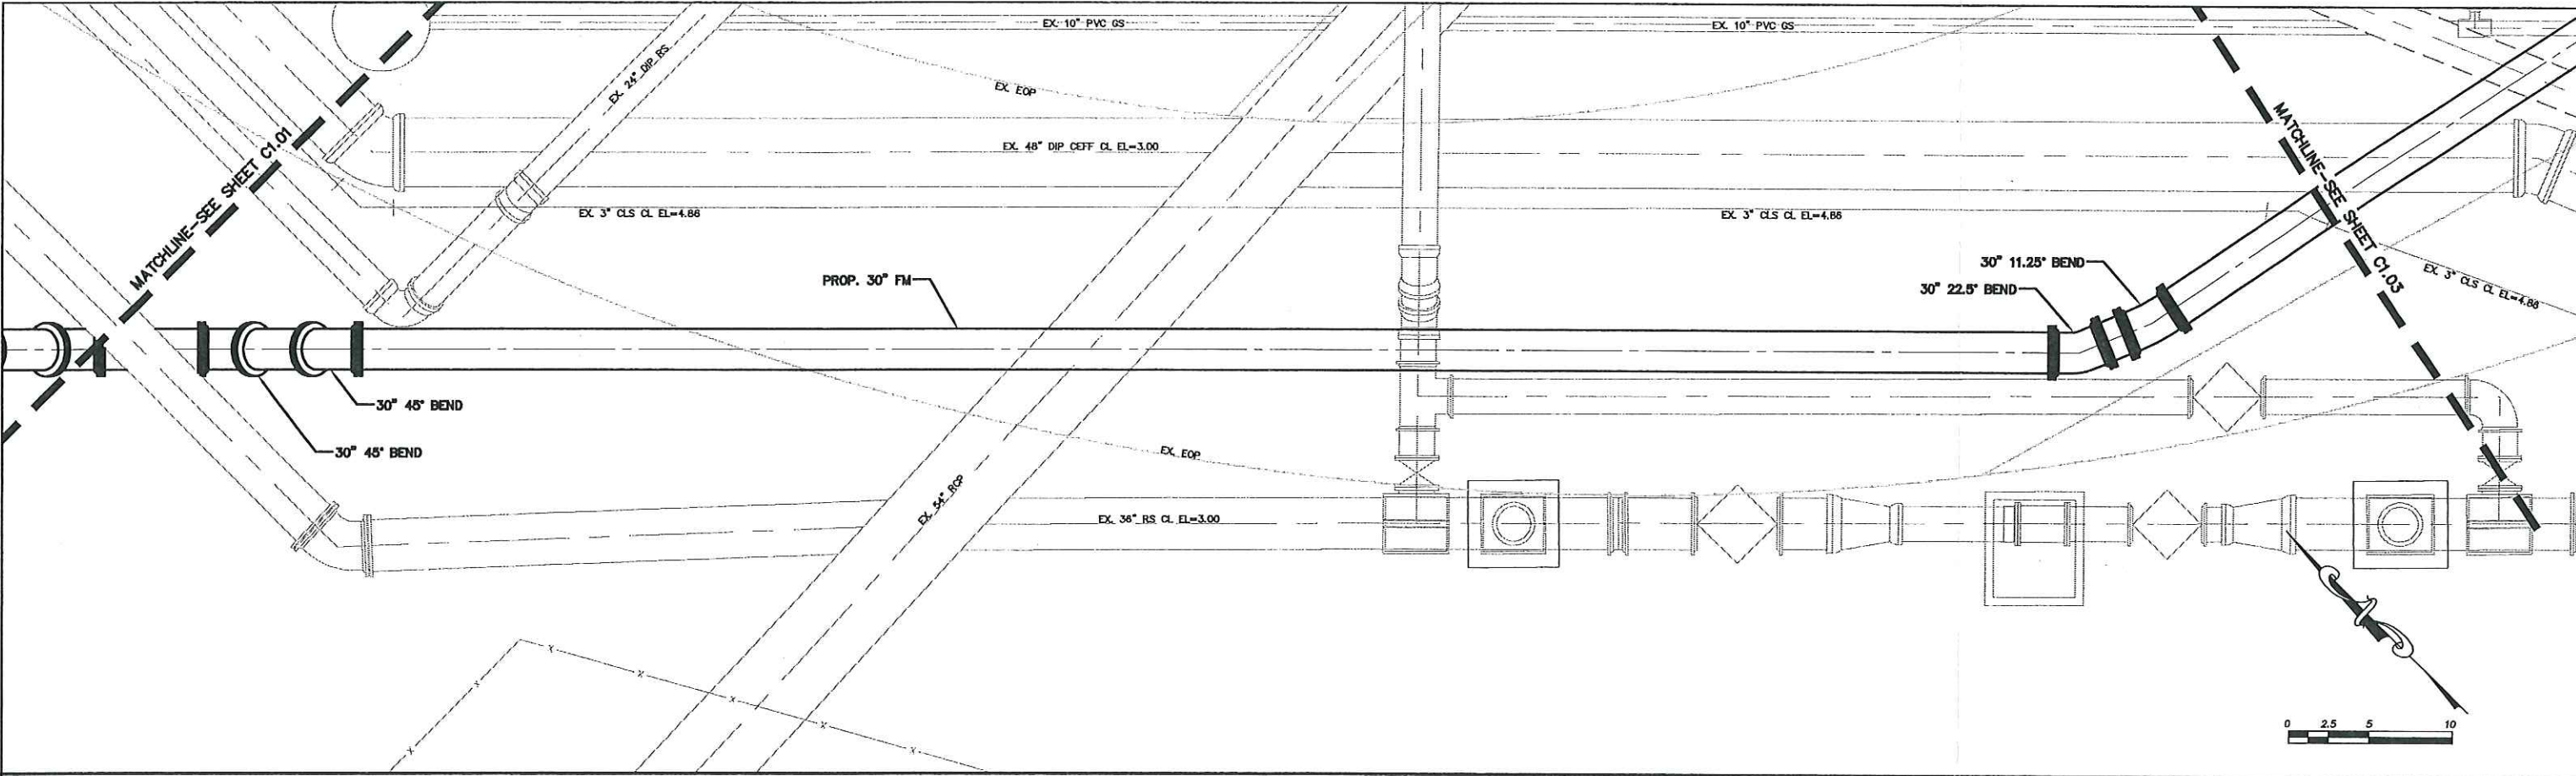 EX. 10" PVC GS
EX. 10" PVC GS
EX. 24" DIP RS
EX. EOP
MATCHLINE-SEE SHEET C1.01
MATCHLINE-SEE SHEET C1.03
EX. 48" DIP CEFF CL EL=3.00
EX. 3" CLS CL EL=4.86
EX. 3" CLS CL EL=4.86
EX. 3" CLS CL EL=4.86
PROP. 30" FM
30" 11.25° BEND
30" 22.5° BEND
30" 45° BEND
30" 45° BEND
EX. EOP
EX. 54" RCP
EX. 36" RS CL EL=3.00
0 2.5 5 10